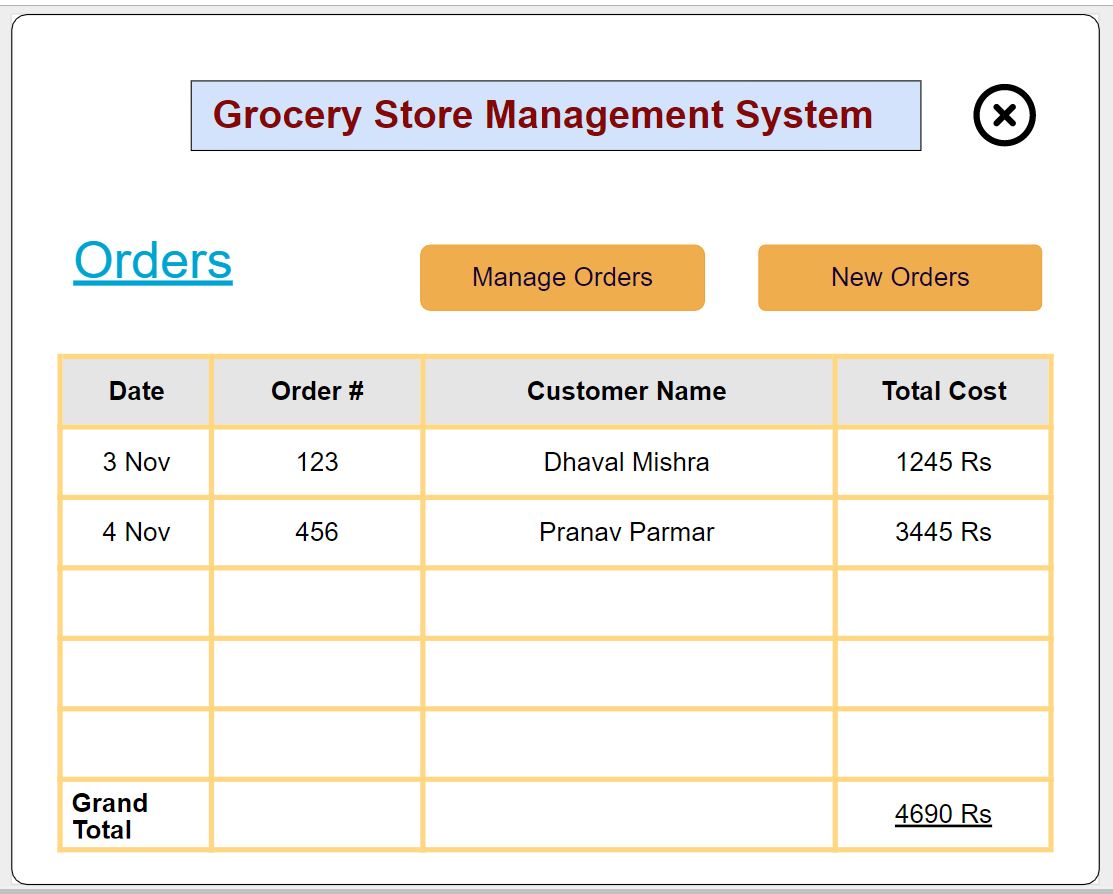 Grocery Store Management System
Orders
Manage Orders
New Orders
Date Order # Customer Name Total Cost
3 Nov 123 Dhaval Mishra 1245 Rs
4 Nov 456 Pranav Parmar 3445 Rs
Grand
Total
4690 Rs